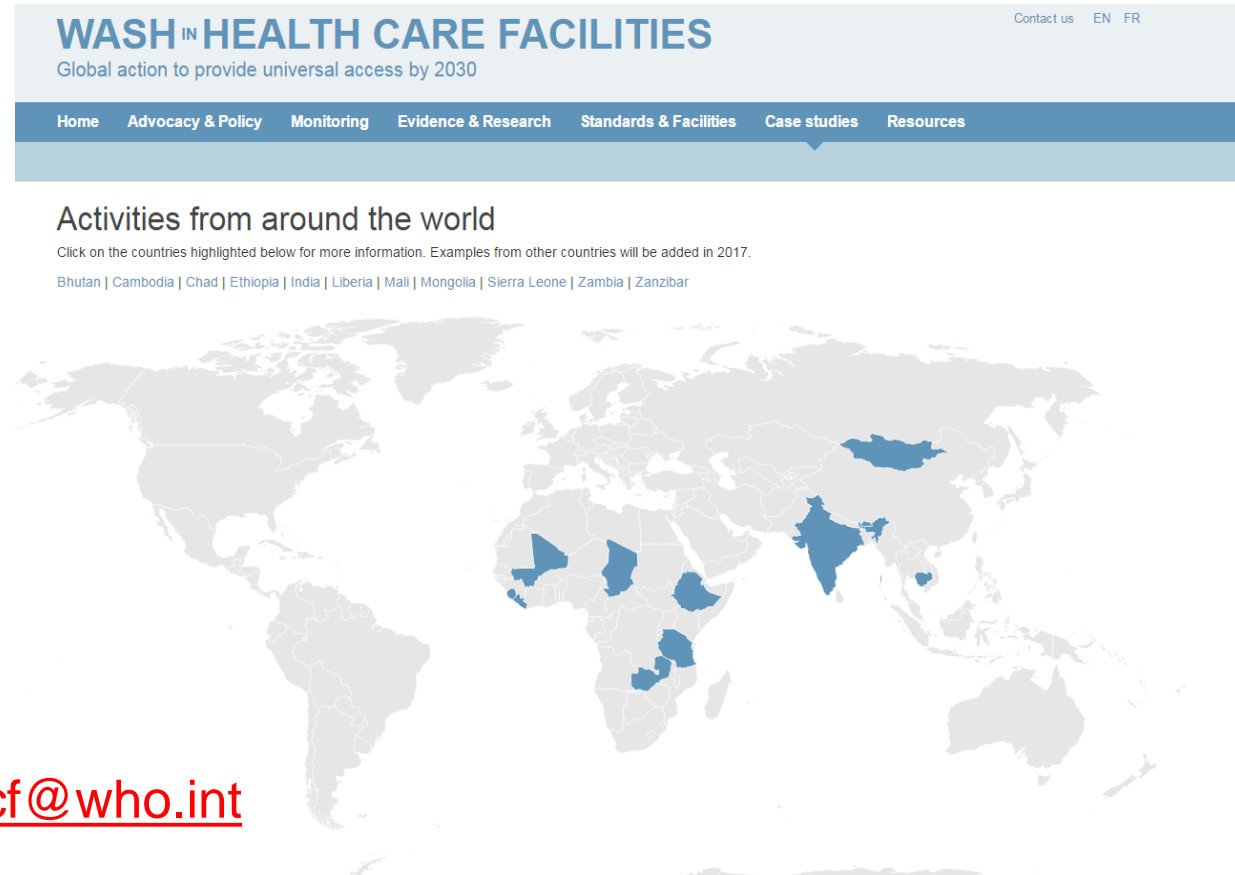 WASH IN HEALTH CARE FACILITIES
Contact us EN FR
Global action to provide universal access by 2030
Home Advocacy & Policy Monitoring Evidence & Research Standards & Facilities Case studies Resources
Activities from around the world
Click on the countries highlighted below for more information. Examples from other countries will be added in 2017.
Bhutan | Cambodia | Chad | Ethiopia | India | Liberia | Mali | Mongolia | Sierra Leone | Zambia | Zanzibar
cf@who.int